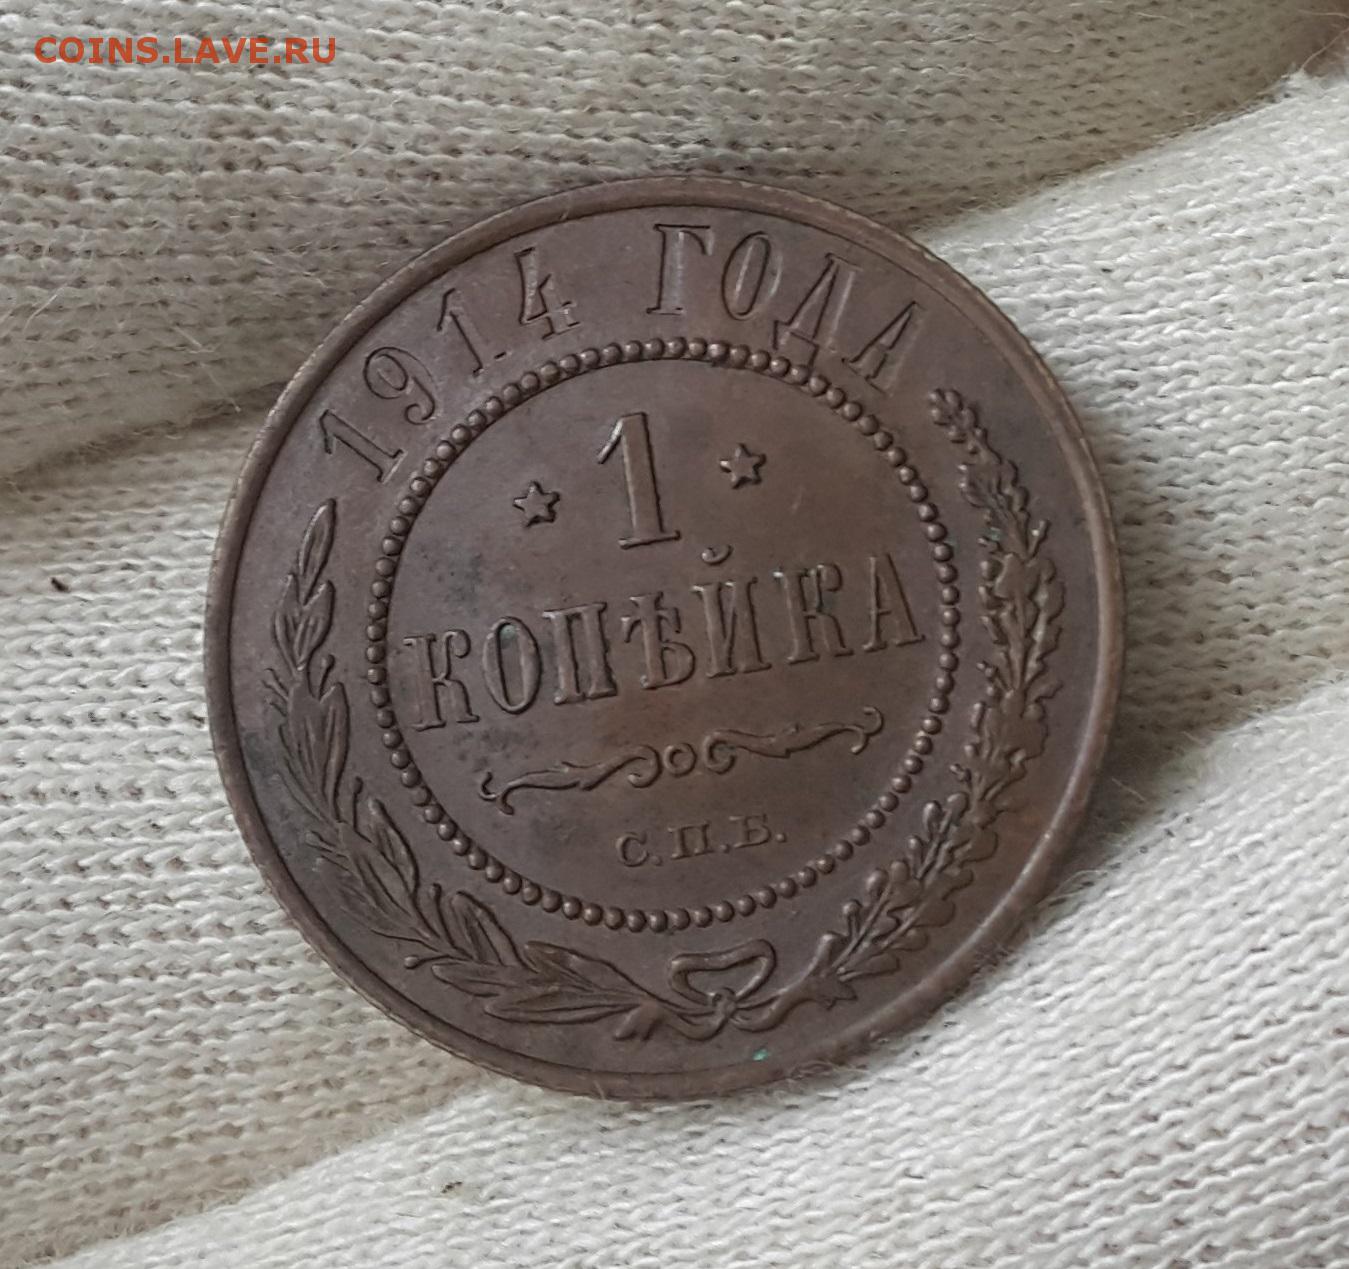 COINS.LAVE.RU
1914 ГОДА
1
КОПѢЙКА
С.П.Б.